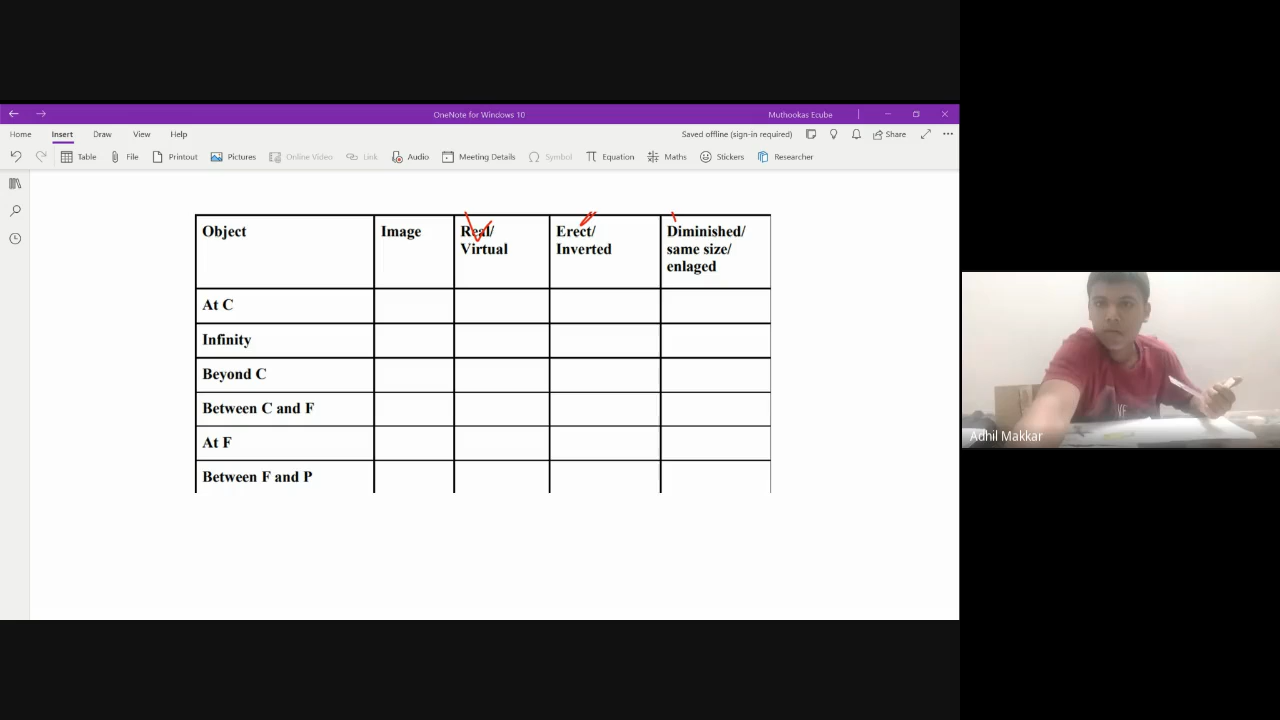 OneNote for Windows 10
Muthookas Ecube
Home Insert Draw View Help
Saved offline (sign-in required) Share
Table File Printout Pictures Online Video Link Audio Meeting Details Symbol Equation Maths Stickers Researcher
Object
Image
Real/
Virtual
Erect/
Inverted
Diminished/
same size/
enlaged
At C
Infinity
Beyond C
Between C and F
At F
Between F and P
Adhil Makkar